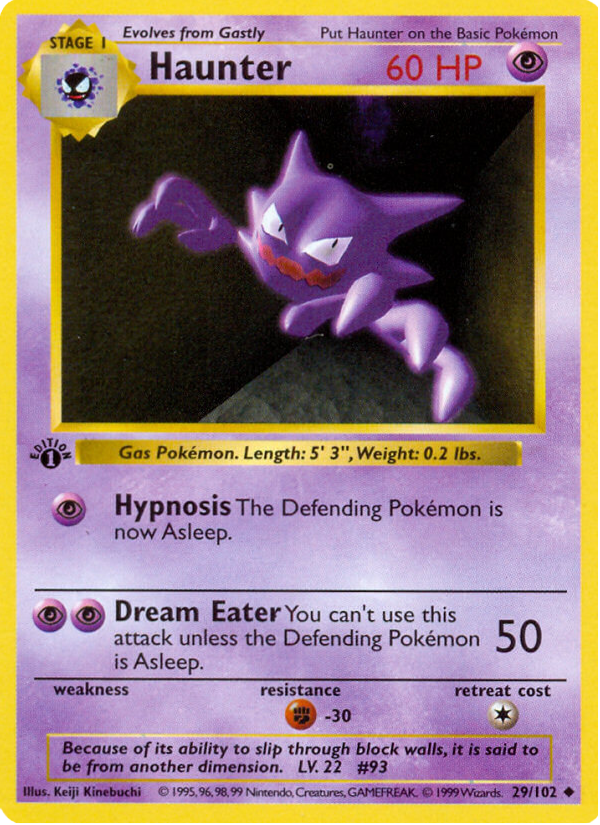 STAGE 1
Evolves from Gastly
Put Haunter on the Basic Pokémon
Haunter
60 HP
EDITION
1
Gas Pokémon. Length: 5' 3", Weight: 0.2 lbs.
Hypnosis The Defending Pokémon is
now Asleep.
Dream Eater You can't use this
attack unless the Defending Pokémon
is Asleep.
50
weakness
resistance
retreat cost
-30
Because of its ability to slip through block walls, it is said to
be from another dimension. LV. 22 #93
Illus. Keiji Kinebuchi
© 1995, 96, 98, 99 Nintendo, Creatures, GAMEFREAK. © 1999 Wizards.
29/102